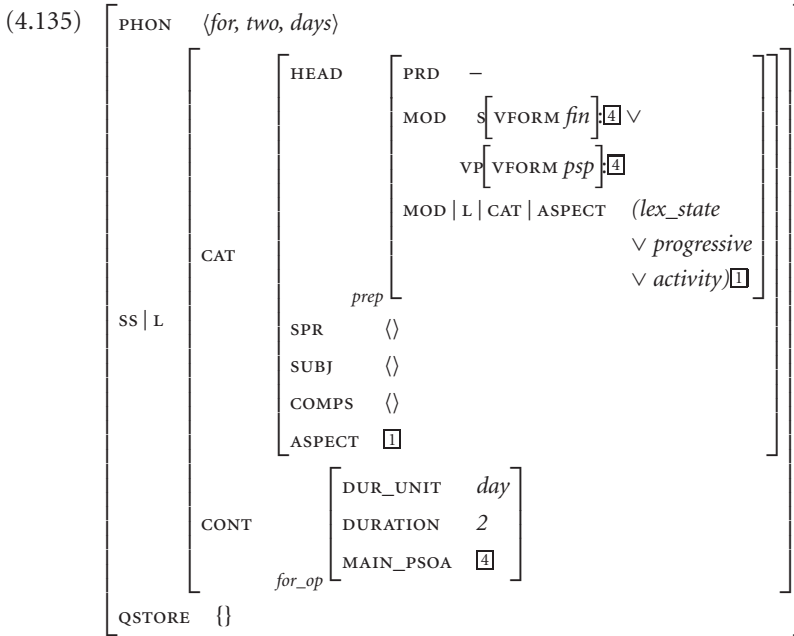 (4.135)
PHON ⟨for, two, days⟩
HEAD PRD −
MOD S[VFORM fin]:4 ∨
VP[VFORM psp]:4
MOD | L | CAT | ASPECT (lex_state
∨ progressive
CAT
∨ activity)1
prep
SS | L
SPR ⟨⟩
SUBJ ⟨⟩
COMPS ⟨⟩
ASPECT 1
DUR_UNIT day
CONT DURATION 2
MAIN_PSOA 4
for_op
QSTORE {}